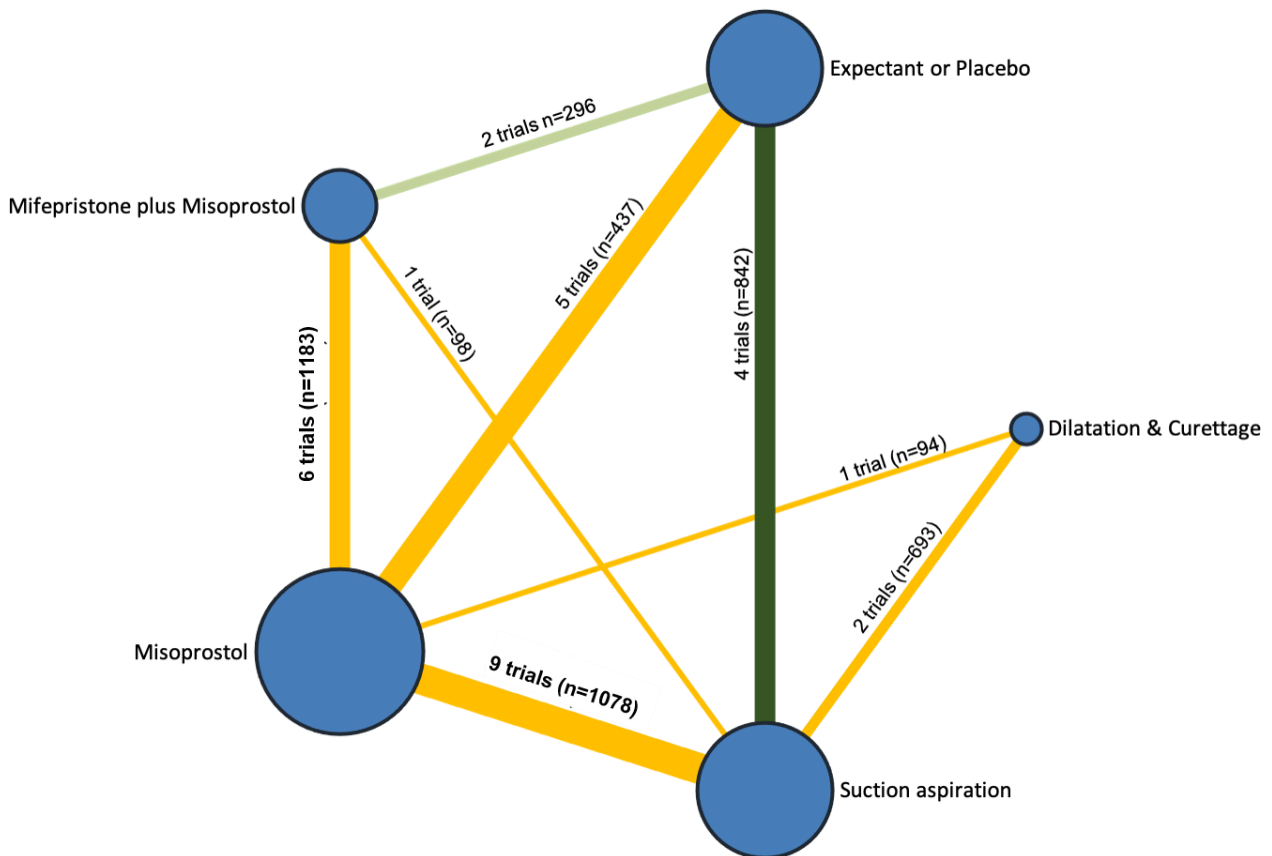 Expectant or Placebo
2 trials n=296
Mifepristone plus Misoprostol
5 trials (n=437)
1 trial (n=98)
4 trials (n=842)
6 trials (n=1183)
Dilatation & Curettage
1 trial (n=94)
2 trials (n=693)
Misoprostol
9 trials (n=1078)
Suction aspiration